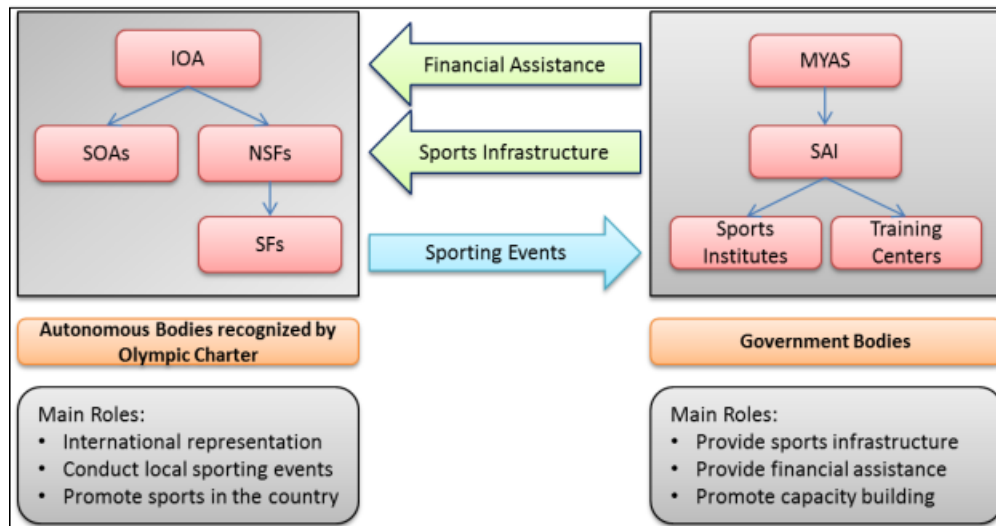 IOA
SOAs
NSFs
SFs
Financial Assistance
Sports Infrastructure
Sporting Events
MYAS
SAI
Sports
Institutes
Training
Centers
Autonomous Bodies recognized by
Olympic Charter
Government Bodies
Main Roles:
• International representation
• Conduct local sporting events
• Promote sports in the country
Main Roles:
• Provide sports infrastructure
• Provide financial assistance
• Promote capacity building